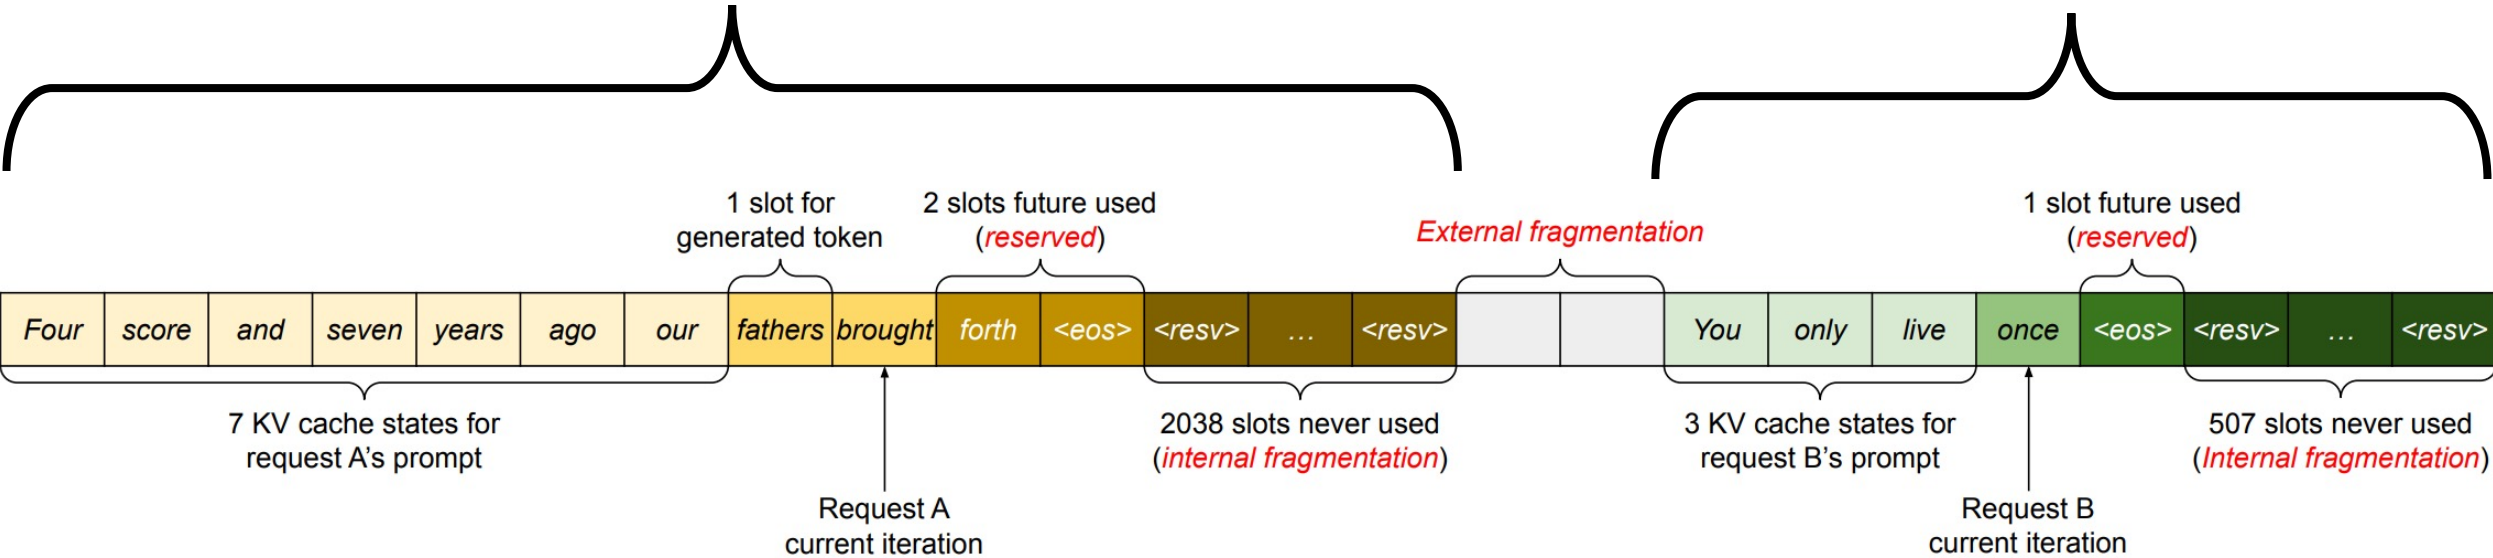 1 slot for
generated token
2 slots future used
(reserved)
External fragmentation
1 slot future used
(reserved)
Four score and seven years ago our fathers brought forth <eos> <resv> ... <resv> You only live once <eos> <resv> ... <resv>
7 KV cache states for
request A's prompt
2038 slots never used
(internal fragmentation)
3 KV cache states for
request B's prompt
507 slots never used
(Internal fragmentation)
Request A
current iteration
Request B
current iteration